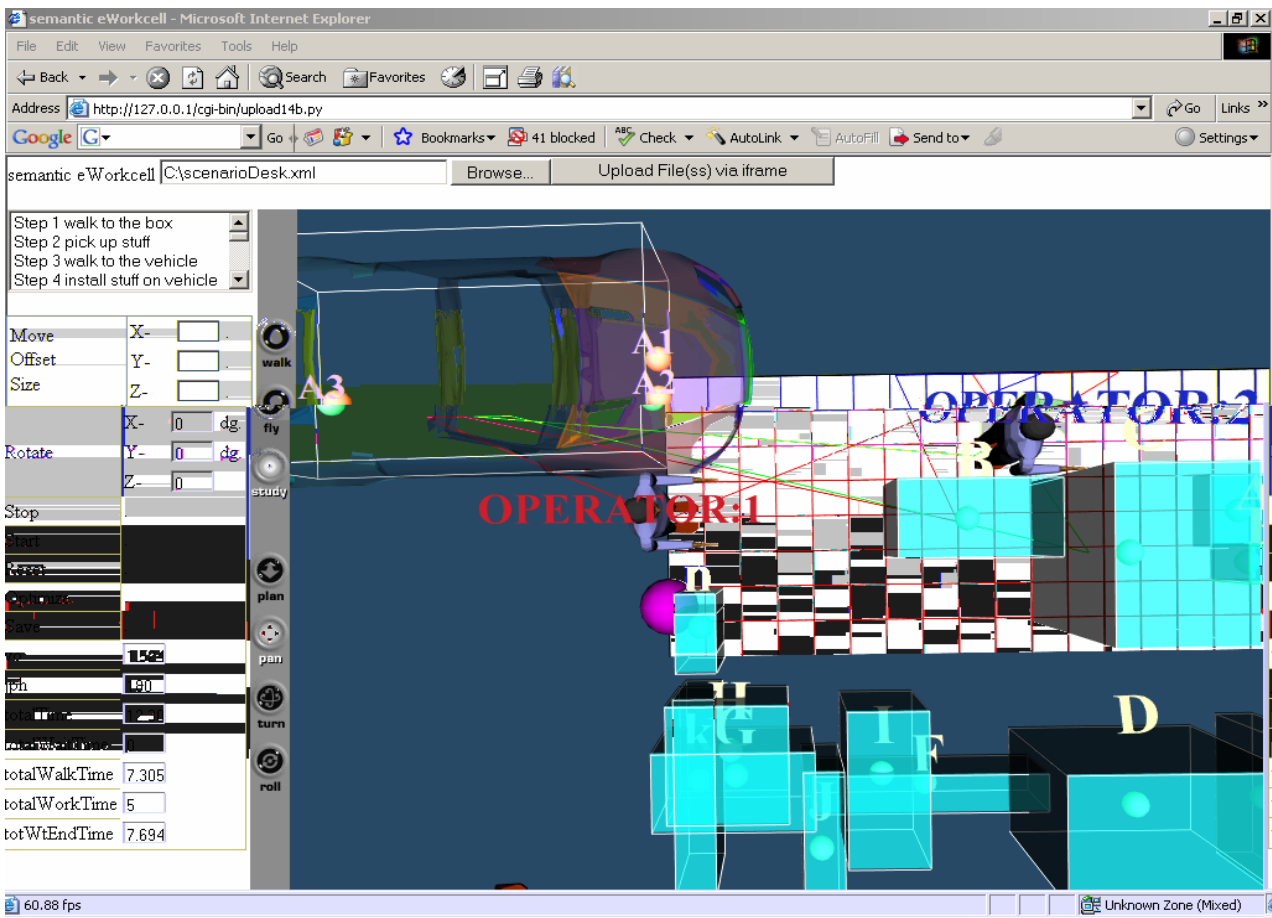 semantic eWorkcell - Microsoft Internet Explorer
File Edit View Favorites Tools Help
Back Search Favorites
Address http://127.0.0.1/cgi-bin/upload14b.py Go Links »
Google G Go Bookmarks 41 blocked ABC Check AutoLink AutoFill Send to Settings
semantic eWorkcell C:\scenarioDesk.xml Browse... Upload File(ss) via iframe
Step 1 walk to the box
Step 2 pick up stuff
Step 3 walk to the vehicle
Step 4 install stuff on vehicle
Move X-
Offset Y-
Size Z-
X- 0 dg.
Rotate Y- 0 dg.
Z- 0
Stop
Start
Reset
Optimize
Save
jph
totalTime
totalWalkTime 7.305
totalWorkTime 5
totWtEndTime 7.694
walk
fly
study
plan
pan
turn
roll
A1
A3 A2
OPERATOR:2
B C
OPERATOR:1
A
n
H
K G I D
F
J
60.88 fps Unknown Zone (Mixed)